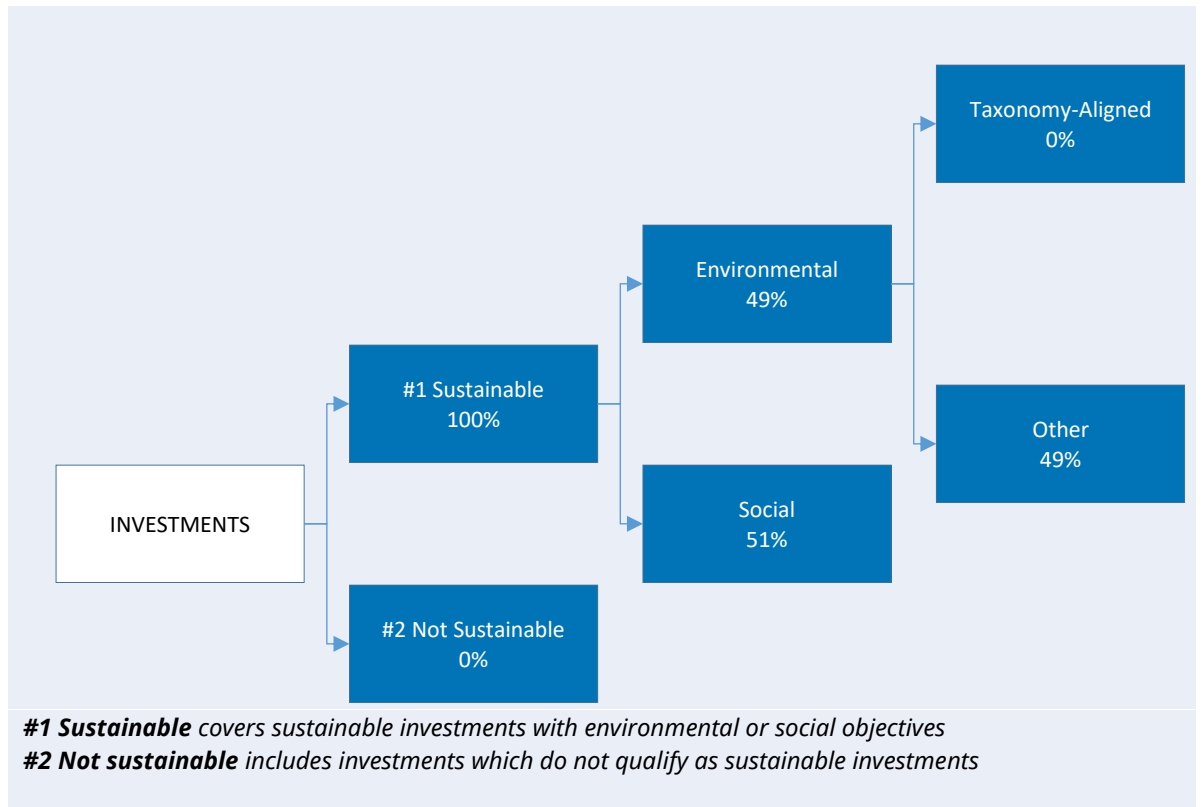 Taxonomy-Aligned
0%
Environmental
49%
#1 Sustainable
100%
Other
49%
INVESTMENTS
Social
51%
#2 Not Sustainable
0%
#1 Sustainable covers sustainable investments with environmental or social objectives
#2 Not sustainable includes investments which do not qualify as sustainable investments